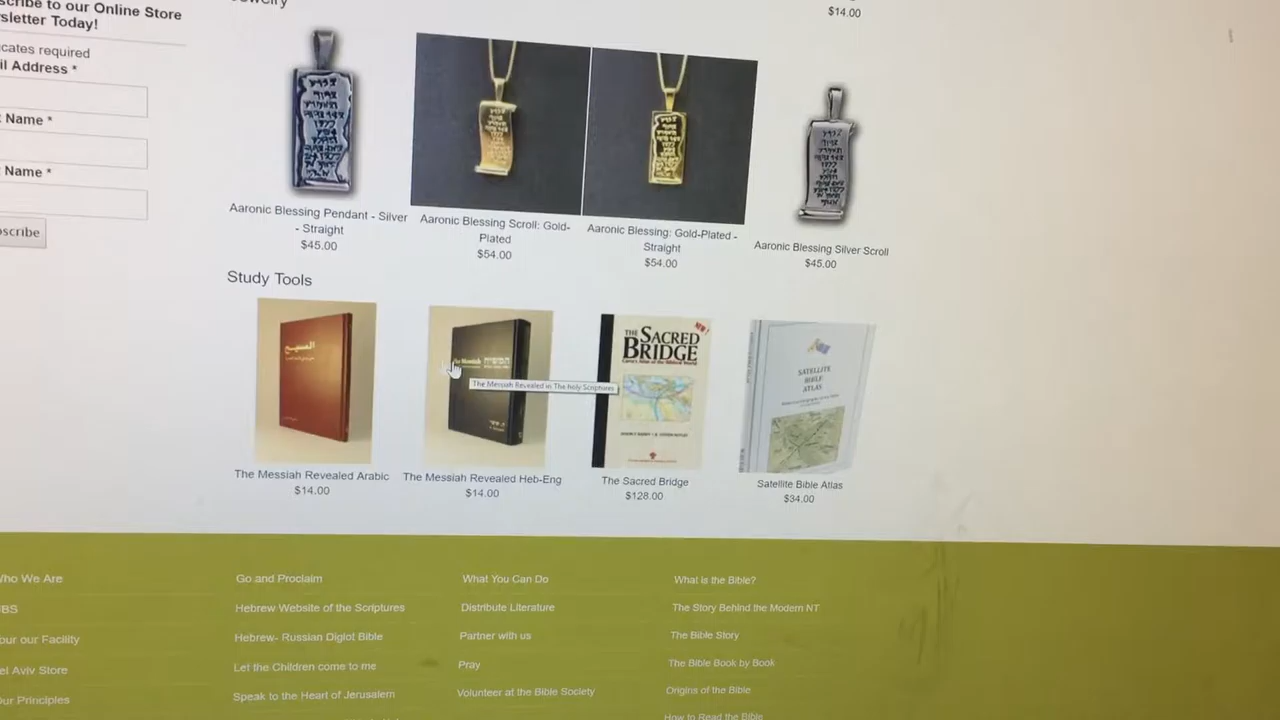 to our Online Store
Newsletter Today!
required
Address *
Name *
Name *
$14.00
Aaronic Blessing Pendant - Silver
- Straight
$45.00
Aaronic Blessing Scroll: Gold-
Plated
$54.00
Aaronic Blessing: Gold-Plated -
Straight
$54.00
Aaronic Blessing Silver Scroll
$45.00
Study Tools
المسيح
The Messiah
THE
SACRED
BRIDGE
NEW!
SATELLITE
BIBLE
ATLAS
The Messiah Revealed in The holy Scriptures
The Messiah Revealed Arabic
$14.00
The Messiah Revealed Heb-Eng
$14.00
The Sacred Bridge
$128.00
Satellite Bible Atlas
$34.00
Who We Are
our Facility
Store
Our Principles
Go and Proclaim
Hebrew Website of the Scriptures
Hebrew- Russian Diglot Bible
Let the Children come to me
Speak to the Heart of Jerusalem
What You Can Do
Distribute Literature
Partner with us
Pray
Volunteer at the Bible Society
What is the Bible?
The Story Behind the Modern NT
The Bible Story
The Bible Book by Book
Origins of the Bible
How to Read the Bible